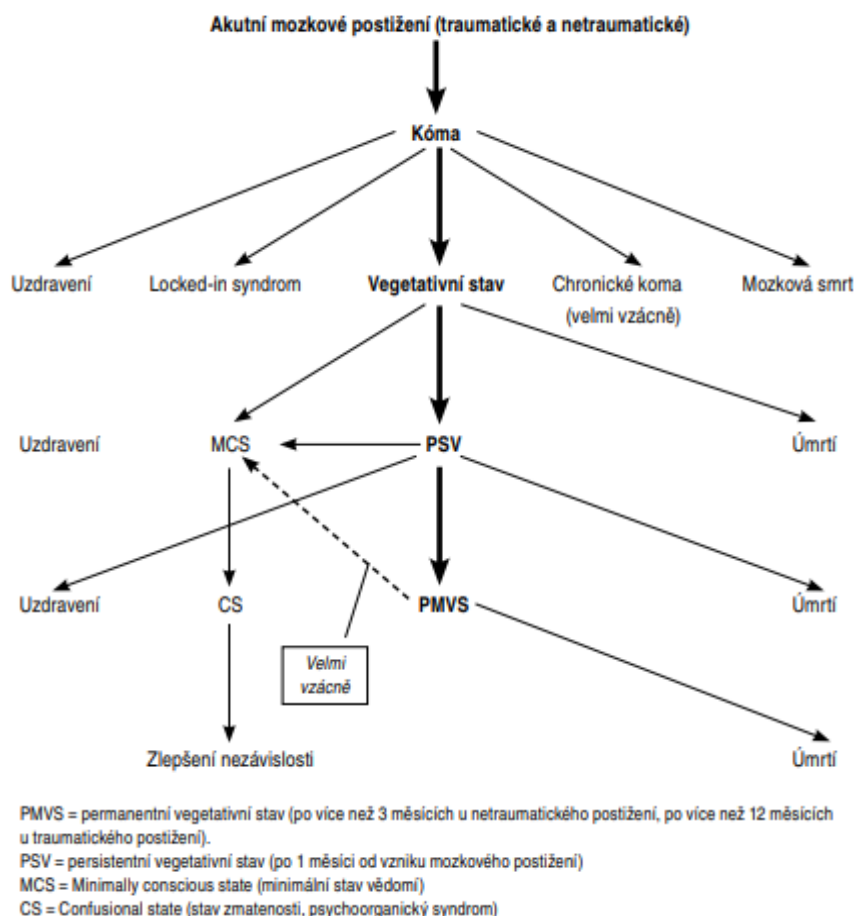 Akutní mozkové postižení (traumatické a netraumatické)
Kóma
Uzdravení Locked-in syndrom Vegetativní stav Chronické koma Mozková smrt
(velmi vzácně)
Uzdravení MCS PSV Úmrtí
Uzdravení CS PMVS Úmrtí
Velmi
vzácně
Zlepšení nezávislosti Úmrtí
PMVS = permanentní vegetativní stav (po více než 3 měsících u netraumatického postižení, po více než 12 měsících
u traumatického postižení).
PSV = persistentní vegetativní stav (po 1 měsíci od vzniku mozkového postižení)
MCS = Minimally conscious state (minimální stav vědomí)
CS = Confusional state (stav zmatenosti, psychoorganický syndrom)